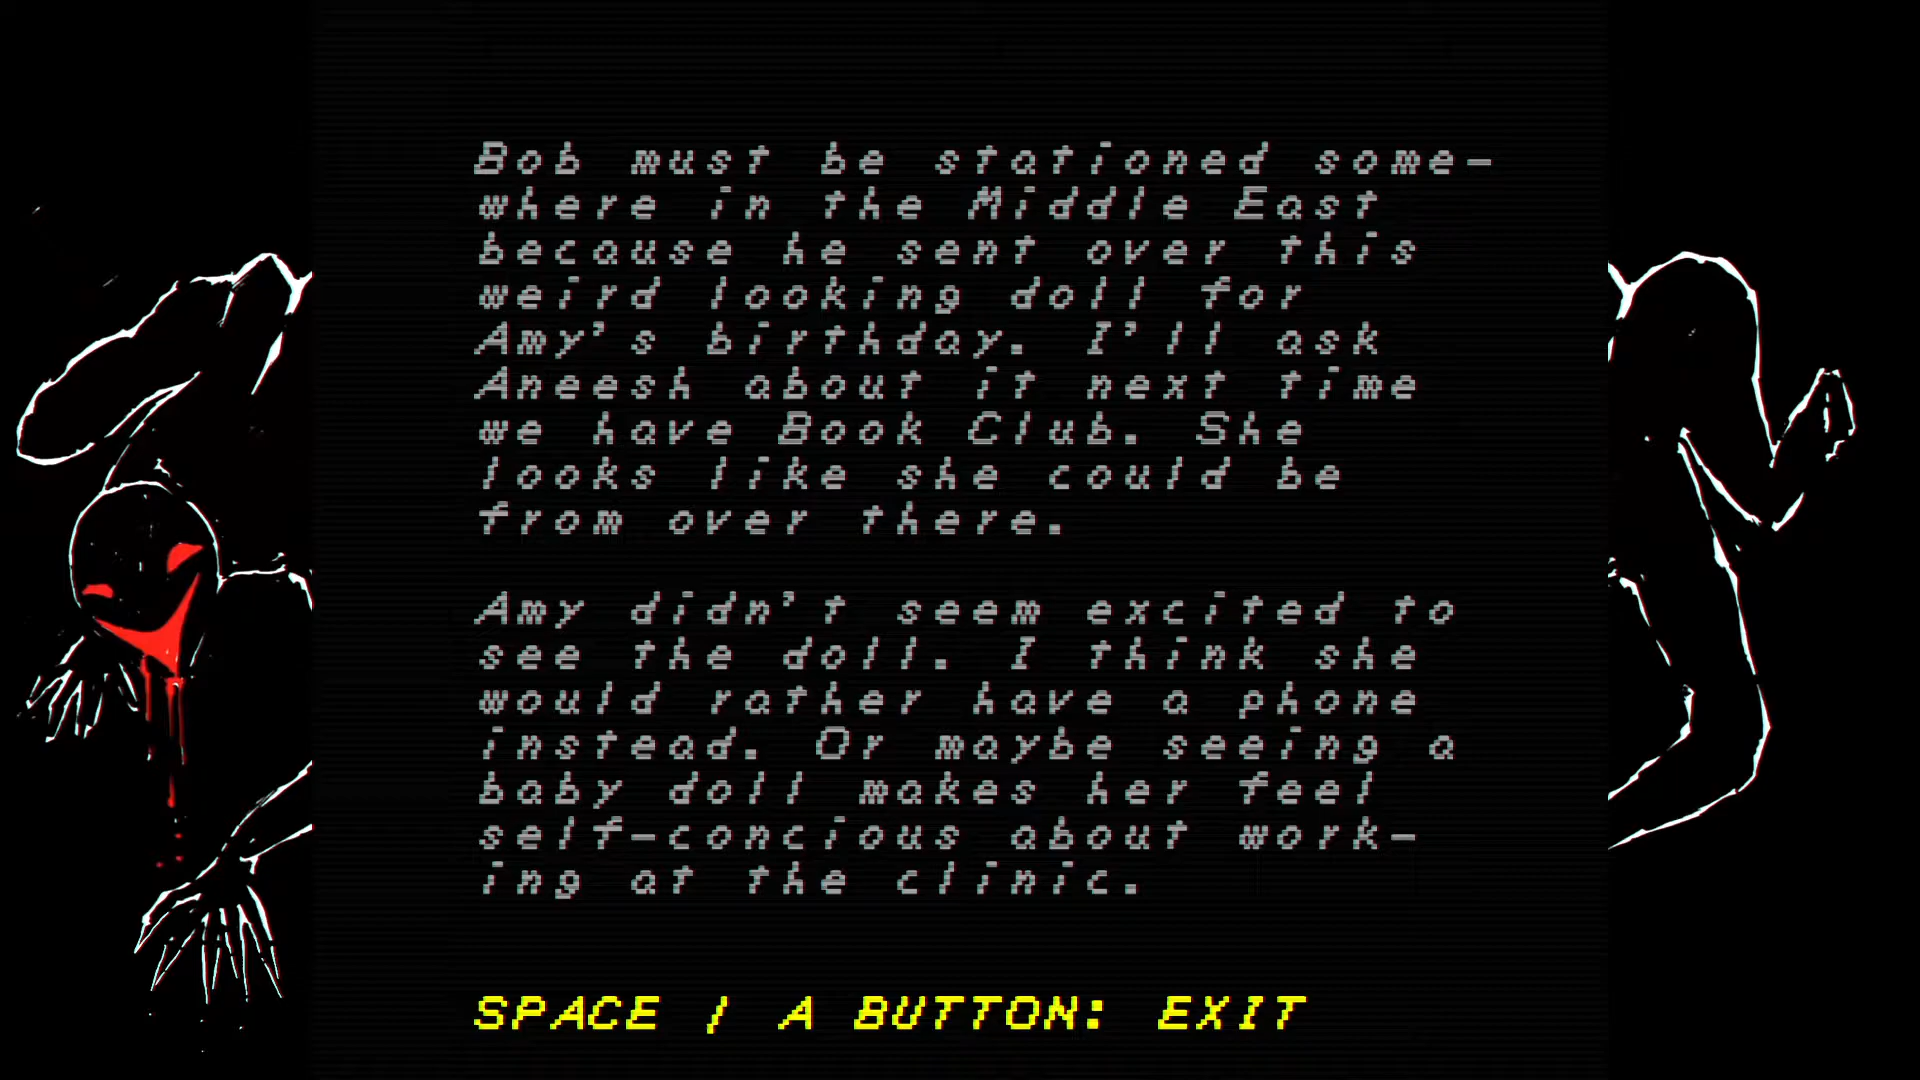 Bob must be stationed some-
where in the Middle East
because he sent over this
weird looking doll for
Amy's birthday. I'll ask
Aneesh about it next time
we have Book Club. She
looks like she could be
from over there.
Amy didn't seem excited to
see the doll. I think she
would rather have a phone
instead. Or maybe seeing a
baby doll makes her feel
self-concious about work-
ing at the clinic.
SPACE / A BUTTON: EXIT